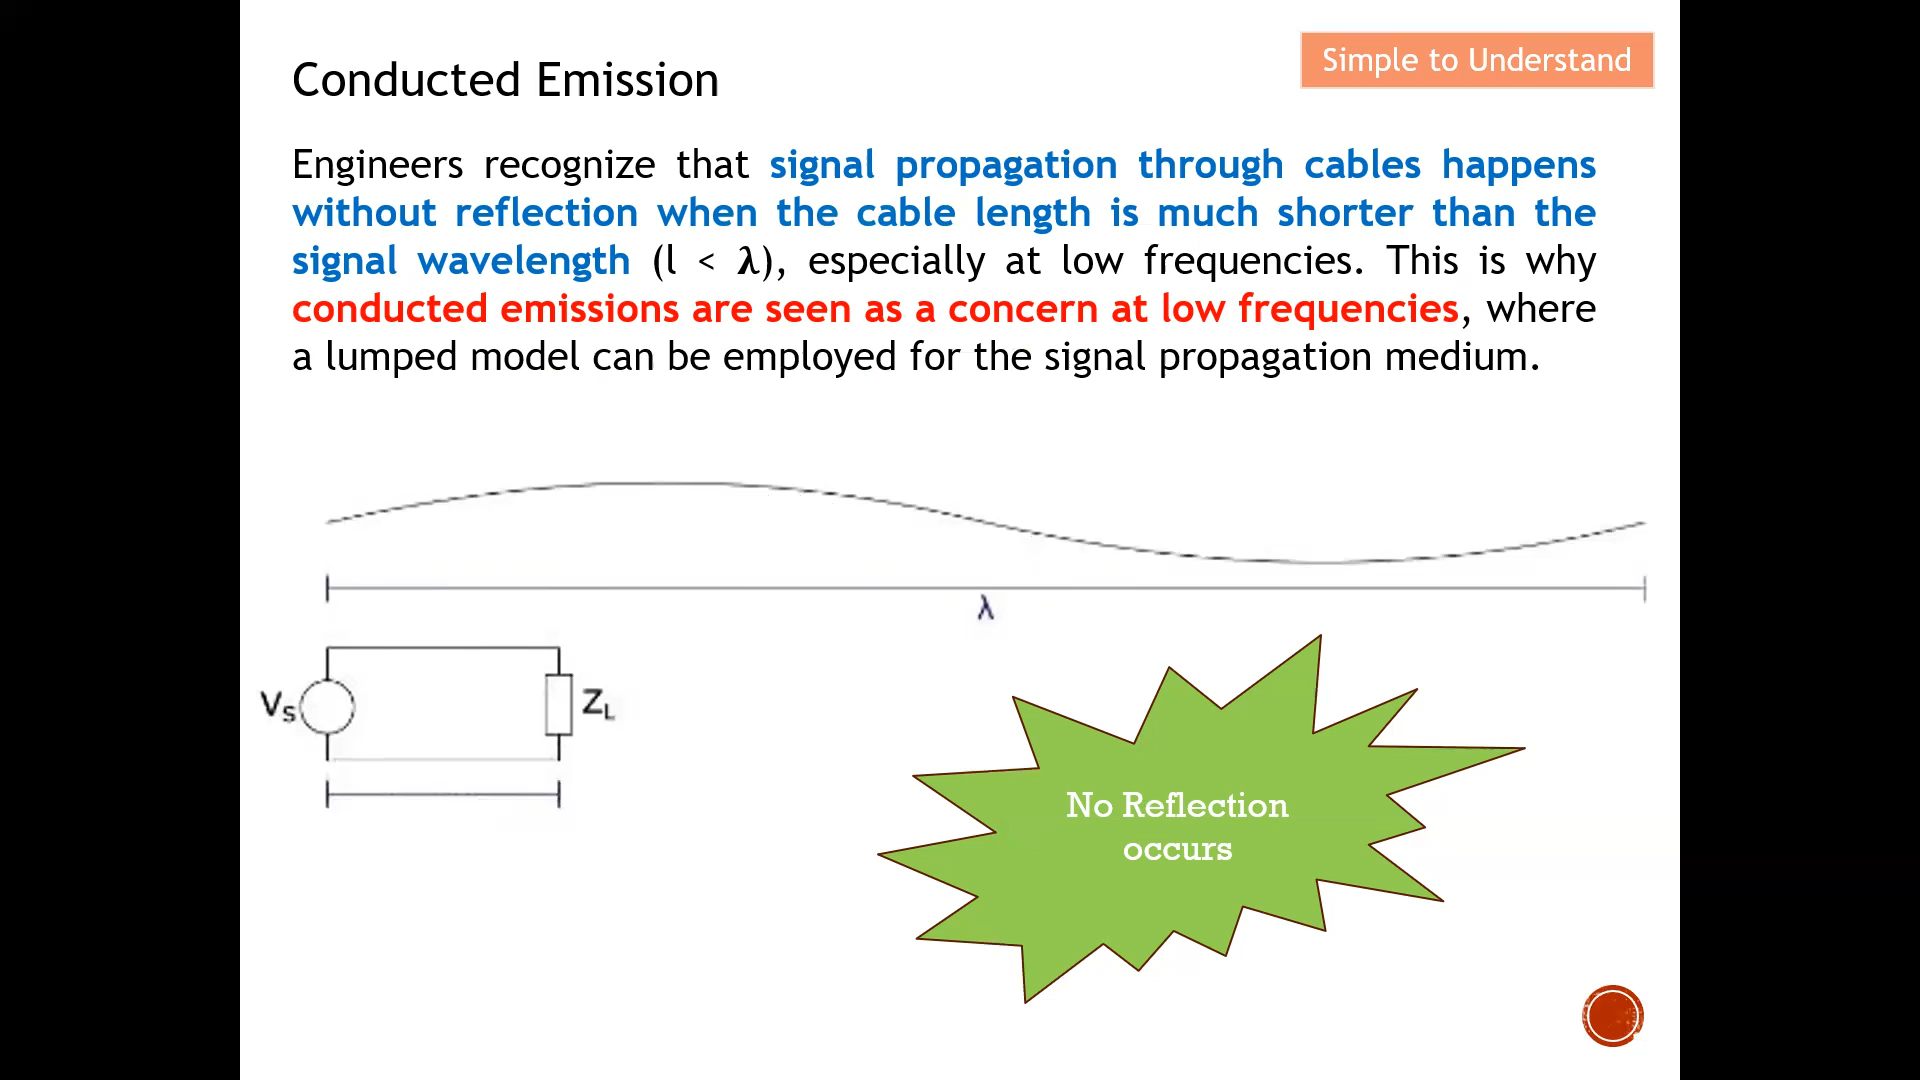 Simple to Understand
Conducted Emission
Engineers recognize that signal propagation through cables happens
without reflection when the cable length is much shorter than the
signal wavelength (l < λ), especially at low frequencies. This is why
conducted emissions are seen as a concern at low frequencies, where
a lumped model can be employed for the signal propagation medium.
λ
VS
ZL
No Reflection
occurs